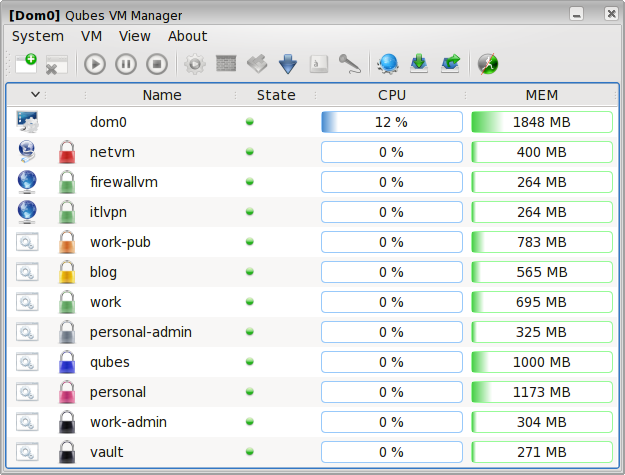 [Dom0] Qubes VM Manager
System VM View About
Name State CPU MEM
dom0 12 % 1848 MB
netvm 0 % 400 MB
firewallvm 0 % 264 MB
itlvpn 0 % 264 MB
work-pub 0 % 783 MB
blog 0 % 565 MB
work 0 % 695 MB
personal-admin 0 % 325 MB
qubes 0 % 1000 MB
personal 0 % 1173 MB
work-admin 0 % 304 MB
vault 0 % 271 MB